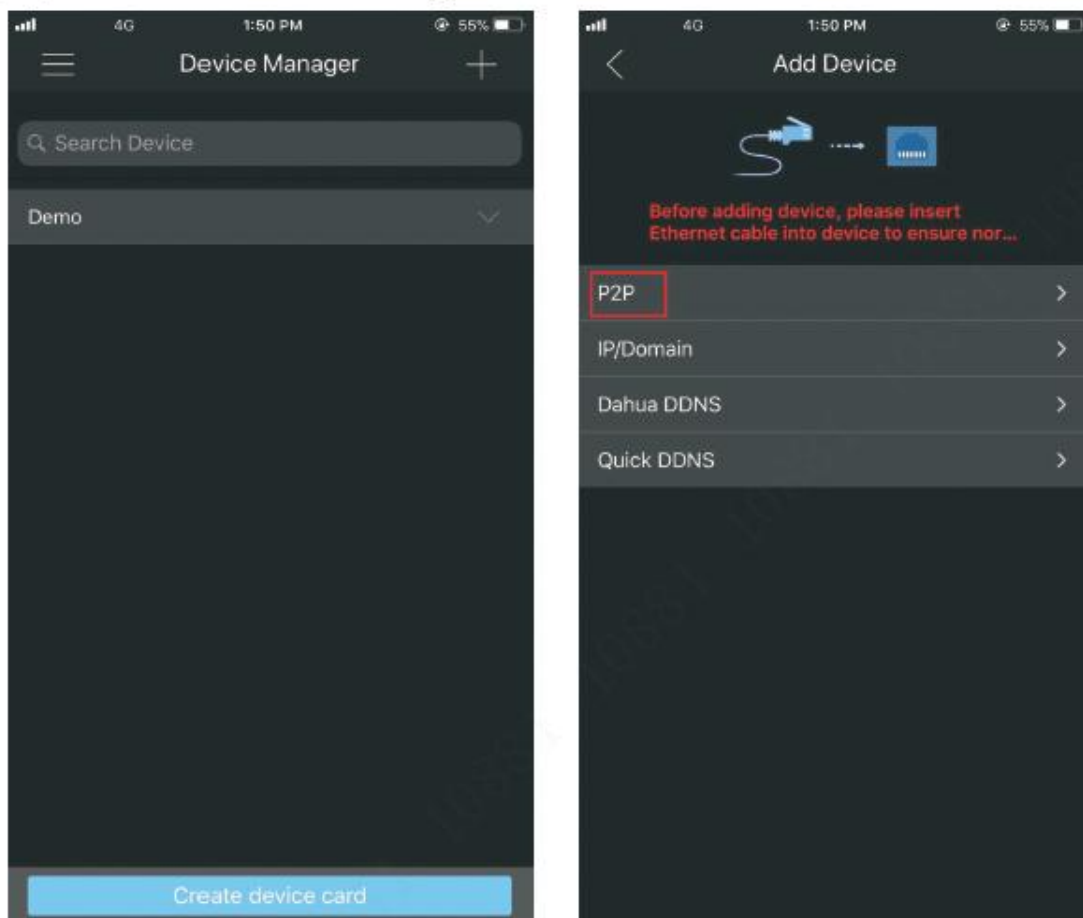 4G 1:50 PM 55%
Device Manager
Search Device
Demo
Create device card
4G 1:50 PM 55%
Add Device
Before adding device, please insert
Ethernet cable into device to ensure nor...
P2P
IP/Domain
Dahua DDNS
Quick DDNS